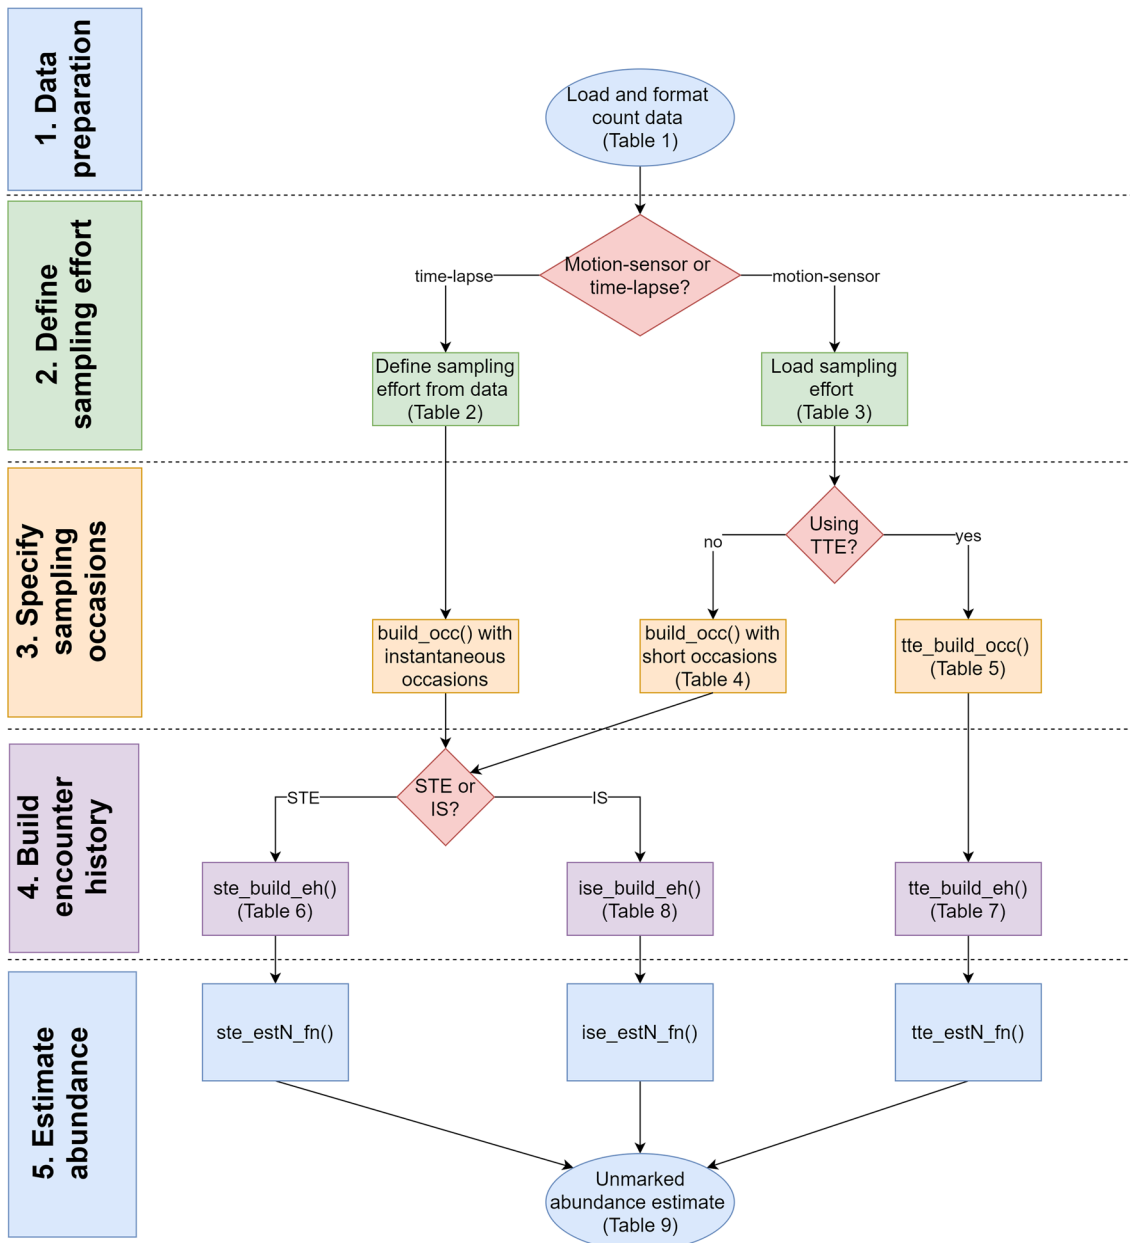 1. Data
preparation
Load and format
count data
(Table 1)
2. Define
sampling effort
Motion-sensor or
time-lapse?
time-lapse
motion-sensor
Define sampling
effort from data
(Table 2)
Load sampling
effort
(Table 3)
3. Specify
sampling
occasions
Using
TTE?
no
yes
build_occ() with
instantaneous
occasions
build_occ() with
short occasions
(Table 4)
tte_build_occ()
(Table 5)
4. Build
encounter
history
STE or
IS?
STE
IS
ste_build_eh()
(Table 6)
ise_build_eh()
(Table 8)
tte_build_eh()
(Table 7)
5. Estimate
abundance
ste_estN_fn()
ise_estN_fn()
tte_estN_fn()
Unmarked
abundance estimate
(Table 9)